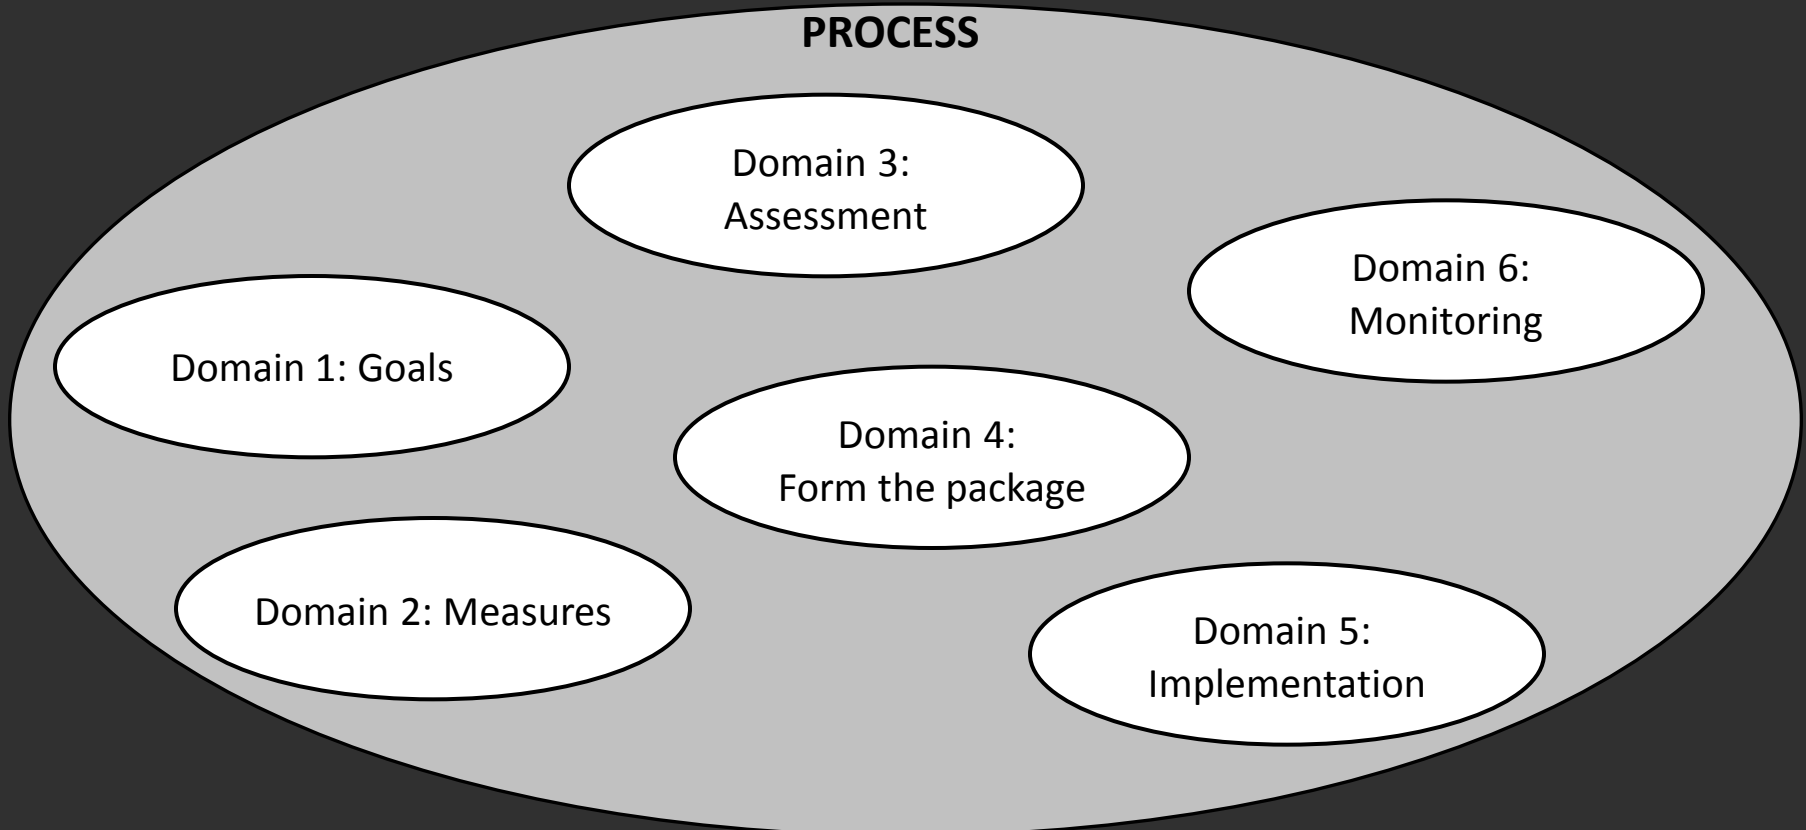 PROCESS
Domain 3:
Assessment
Domain 6:
Monitoring
Domain 1: Goals
Domain 4:
Form the package
Domain 2: Measures
Domain 5:
Implementation